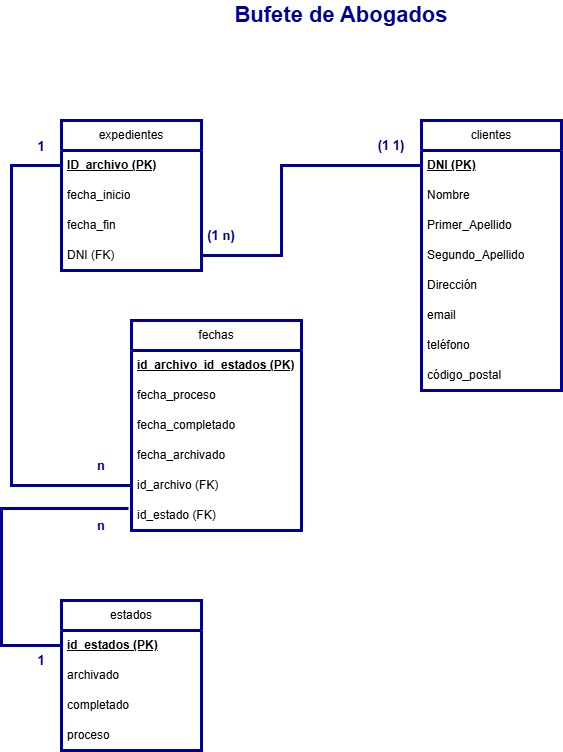 Bufete de Abogados
expedientes
ID_archivo (PK)
fecha_inicio
fecha_fin
DNI (FK)
1
(1 n)
(1 1)
clientes
DNI (PK)
Nombre
Primer_Apellido
Segundo_Apellido
Dirección
email
teléfono
código_postal
fechas
id_archivo_id_estados (PK)
fecha_proceso
fecha_completado
fecha_archivado
id_archivo (FK)
id_estado (FK)
n
n
estados
id_estados (PK)
archivado
completado
proceso
1